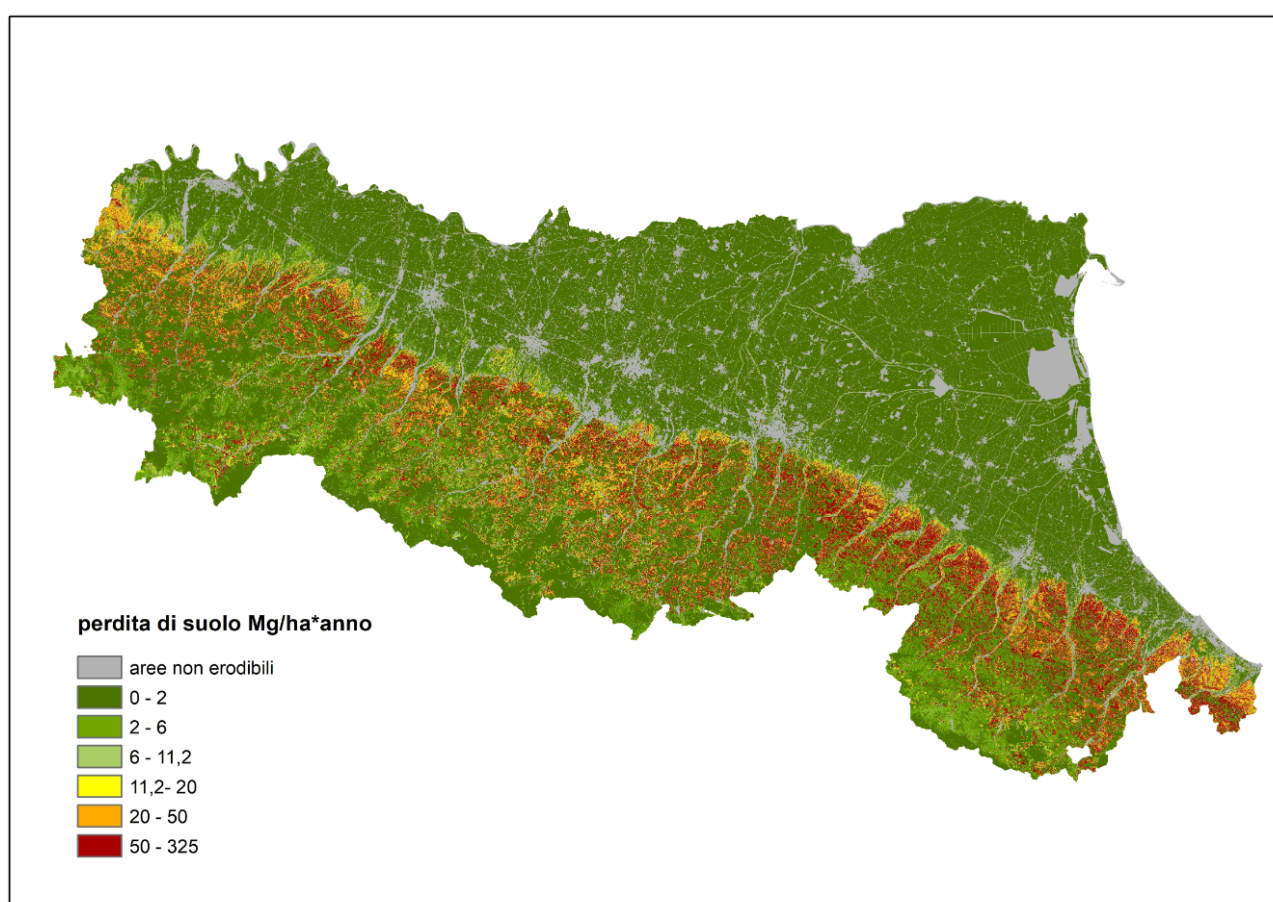 perdita di suolo Mg/ha*anno
aree non erodibili
0 - 2
2 - 6
6 - 11,2
11,2- 20
20 - 50
50 - 325